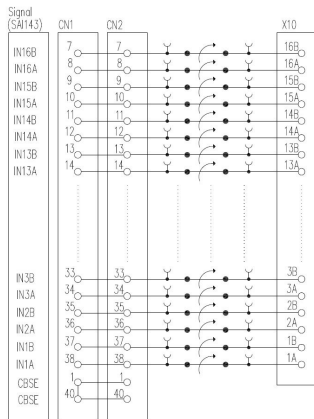 Signal
(SAI143) CN1 CN2 X10
IN16B 7 7 16B
IN16A 8 8 16A
IN15B 9 9 15B
IN15A 10 10 15A
IN14B 11 11 14B
IN14A 12 12 14A
IN13B 13 13 13B
IN13A 14 14 13A
IN3B 33 33 3B
IN3A 34 34 3A
IN2B 35 35 2B
IN2A 36 36 2A
IN1B 37 37 1B
IN1A 38 38 1A
CBSE 1 1
CBSE 40 40